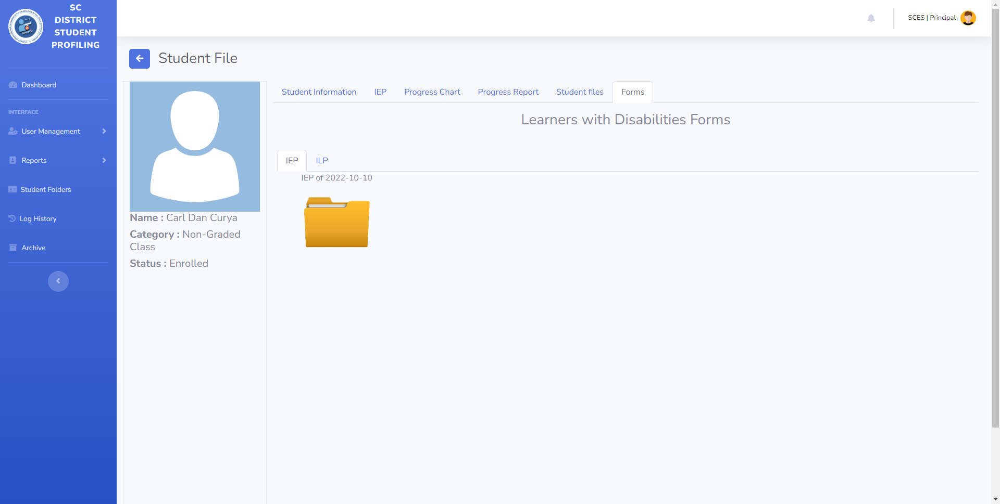 SC
DISTRICT
STUDENT
PROFILING
SCES | Principal
Dashboard
INTERFACE
User Management
Reports
Student Folders
Log History
Archive
Student File
Name : Carl Dan Curya
Category : Non-Graded
Class
Status : Enrolled
Student Information
IEP
Progress Chart
Progress Report
Student files
Forms
Learners with Disabilities Forms
IEP
ILP
IEP of 2022-10-10